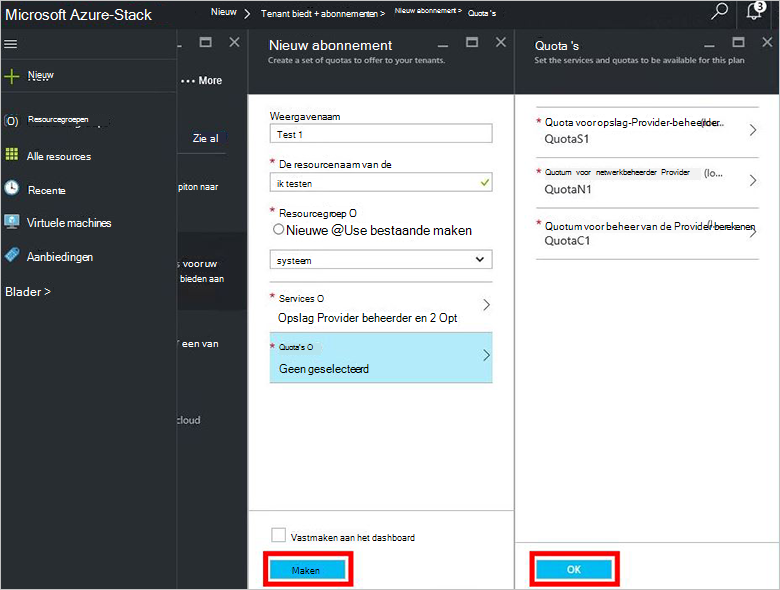 Microsoft Azure-Stack
Nieuw > Tenant biedt + abonnementen > Nieuw abonnement > Quota's
3
Nieuw
Resourcegroepen
Alle resources
Recente
Virtuele machines
Aanbiedingen
Blader >
••• More
Zie al
piton naar
s voor uw
bieden aan
een van
cloud
Nieuw abonnement
Create a set of quotas to offer to your tenants.
Weergavenaam
Test 1
* De resourcenaam van de
ik testen
* Resourcegroep O
Nieuwe @Use bestaande maken
systeem
* Services O
Opslag Provider beheerder en 2 Opt
* Quota's O
Geen geselecteerd
Vastmaken aan het dashboard
Maken
Quota 's
Set the services and quotas to be available for this plan
* Quota voor opslag-Provider-beheerder (lo...
QuotaS1
* Quotum voor netwerkbeheerder Provider (lo...
QuotaN1
* Quotum voor beheer van de Provider berekenen
QuotaC1
OK